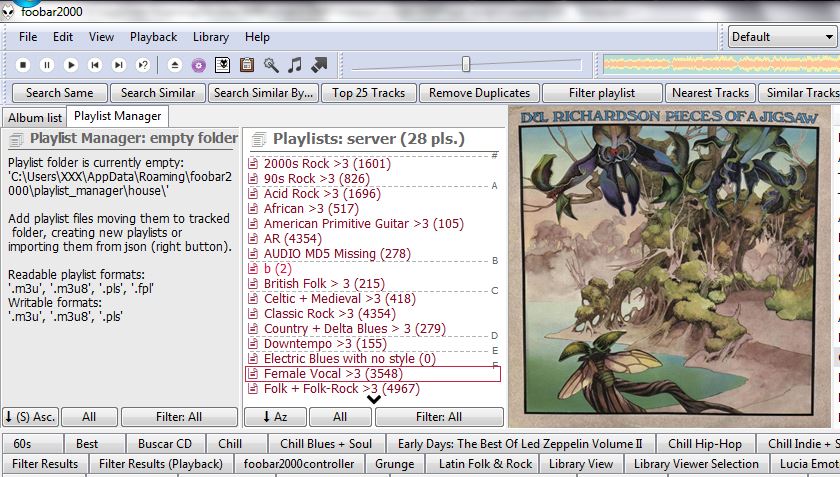 foobar2000
File Edit View Playback Library Help
Default
Search Same Search Similar Search Similar By... Top 25 Tracks Remove Duplicates Filter playlist Nearest Tracks Similar Tracks
Album list Playlist Manager
Playlist Manager: empty folder
Playlist folder is currently empty:
'C:\Users\XXX\AppData\Roaming\foobar2
000\playlist_manager\house\'
Add playlist files moving them to tracked
folder, creating new playlists or
importing them from json (right button).
Readable playlist formats:
'.m3u', '.m3u8', '.pls', '.fpl'
Writable formats:
'.m3u', '.m3u8', '.pls'
(S) Asc. All Filter: All
Playlists: server (28 pls.)
#
2000s Rock >3 (1601)
90s Rock >3 (826)
A
Acid Rock >3 (1696)
African >3 (517)
American Primitive Guitar >3 (105)
AR (4354)
AUDIO MD5 Missing (278)
B
b (2)
British Folk > 3 (215)
C
Celtic + Medieval >3 (418)
Classic Rock >3 (4354)
Country + Delta Blues > 3 (279)
D
Downtempo >3 (155)
E
Electric Blues with no style (0)
F
Female Vocal >3 (3548)
Folk + Folk-Rock >3 (4967)
Az All Filter: All
DEL RICHARDSON PIECES OF A JIGSAW
60s Best Buscar CD Chill Chill Blues + Soul Early Days: The Best Of Led Zeppelin Volume II Chill Hip-Hop Chill Indie + S
Filter Results Filter Results (Playback) foobar2000controller Grunge Latin Folk & Rock Library View Library Viewer Selection Lucia Emot